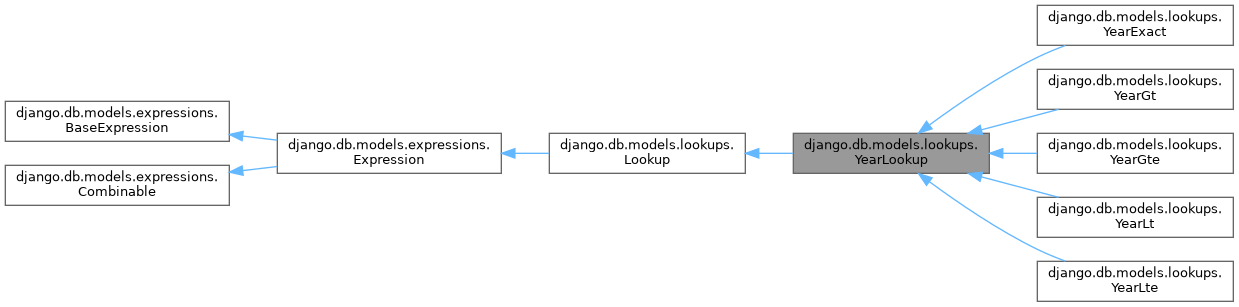 django.db.models.expressions.
BaseExpression
django.db.models.expressions.
Combinable
django.db.models.expressions.
Expression
django.db.models.lookups.
Lookup
django.db.models.lookups.
YearLookup
django.db.models.lookups.
YearExact
django.db.models.lookups.
YearGt
django.db.models.lookups.
YearGte
django.db.models.lookups.
YearLt
django.db.models.lookups.
YearLte